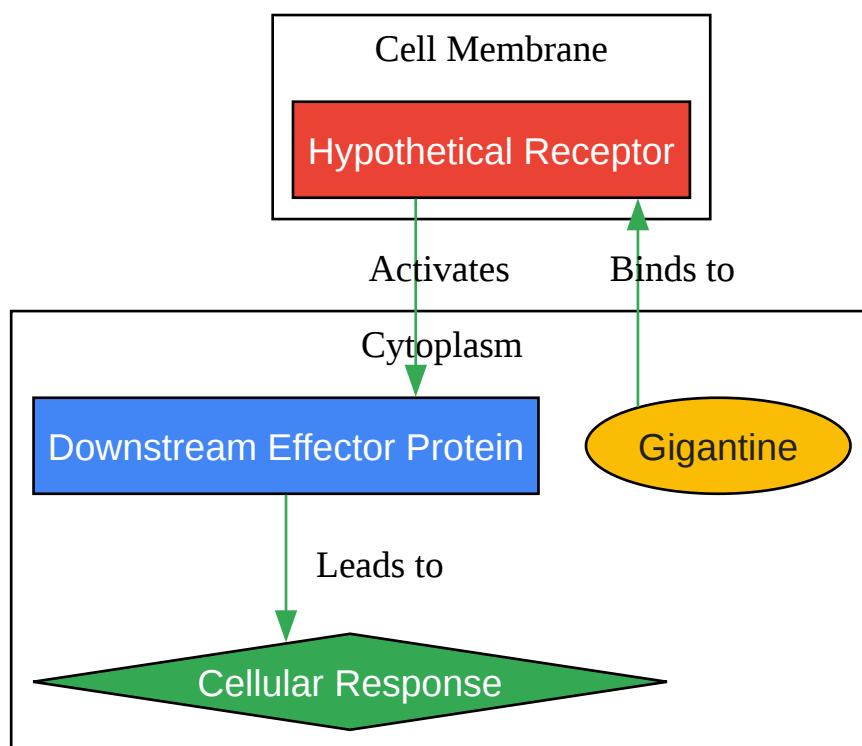 Cell Membrane
Hypothetical Receptor
Activates
Binds to
Cytoplasm
Downstream Effector Protein
Gigantine
Leads to
Cellular Response